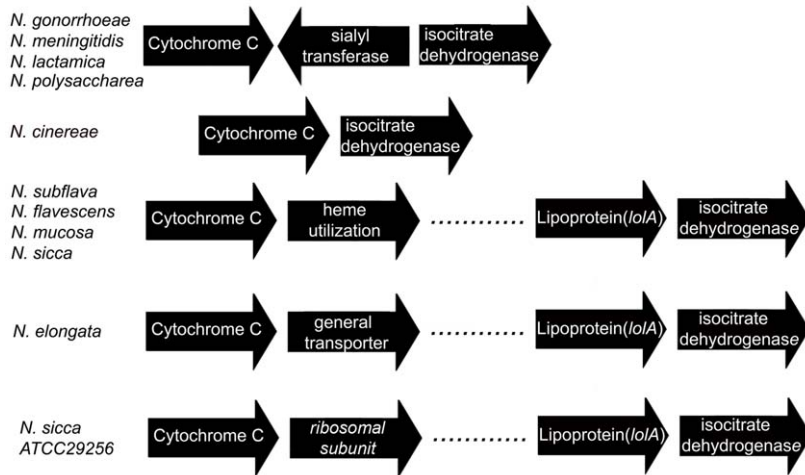 N. gonorrhoeae
N. meningitidis
N. lactamica
N. polysaccharea
Cytochrome C
sialyl
transferase
isocitrate
dehydrogenase
N. cinereae
Cytochrome C
isocitrate
dehydrogenase
N. subflava
N. flavescens
N. mucosa
N. sicca
Cytochrome C
heme
utilization
............
Lipoprotein(lolA)
isocitrate
dehydrogenase
N. elongata
Cytochrome C
general
transporter
............
Lipoprotein(lolA)
isocitrate
dehydrogenase
N. sicca
ATCC29256
Cytochrome C
ribosomal
subunit
............
Lipoprotein(lolA)
isocitrate
dehydrogenase